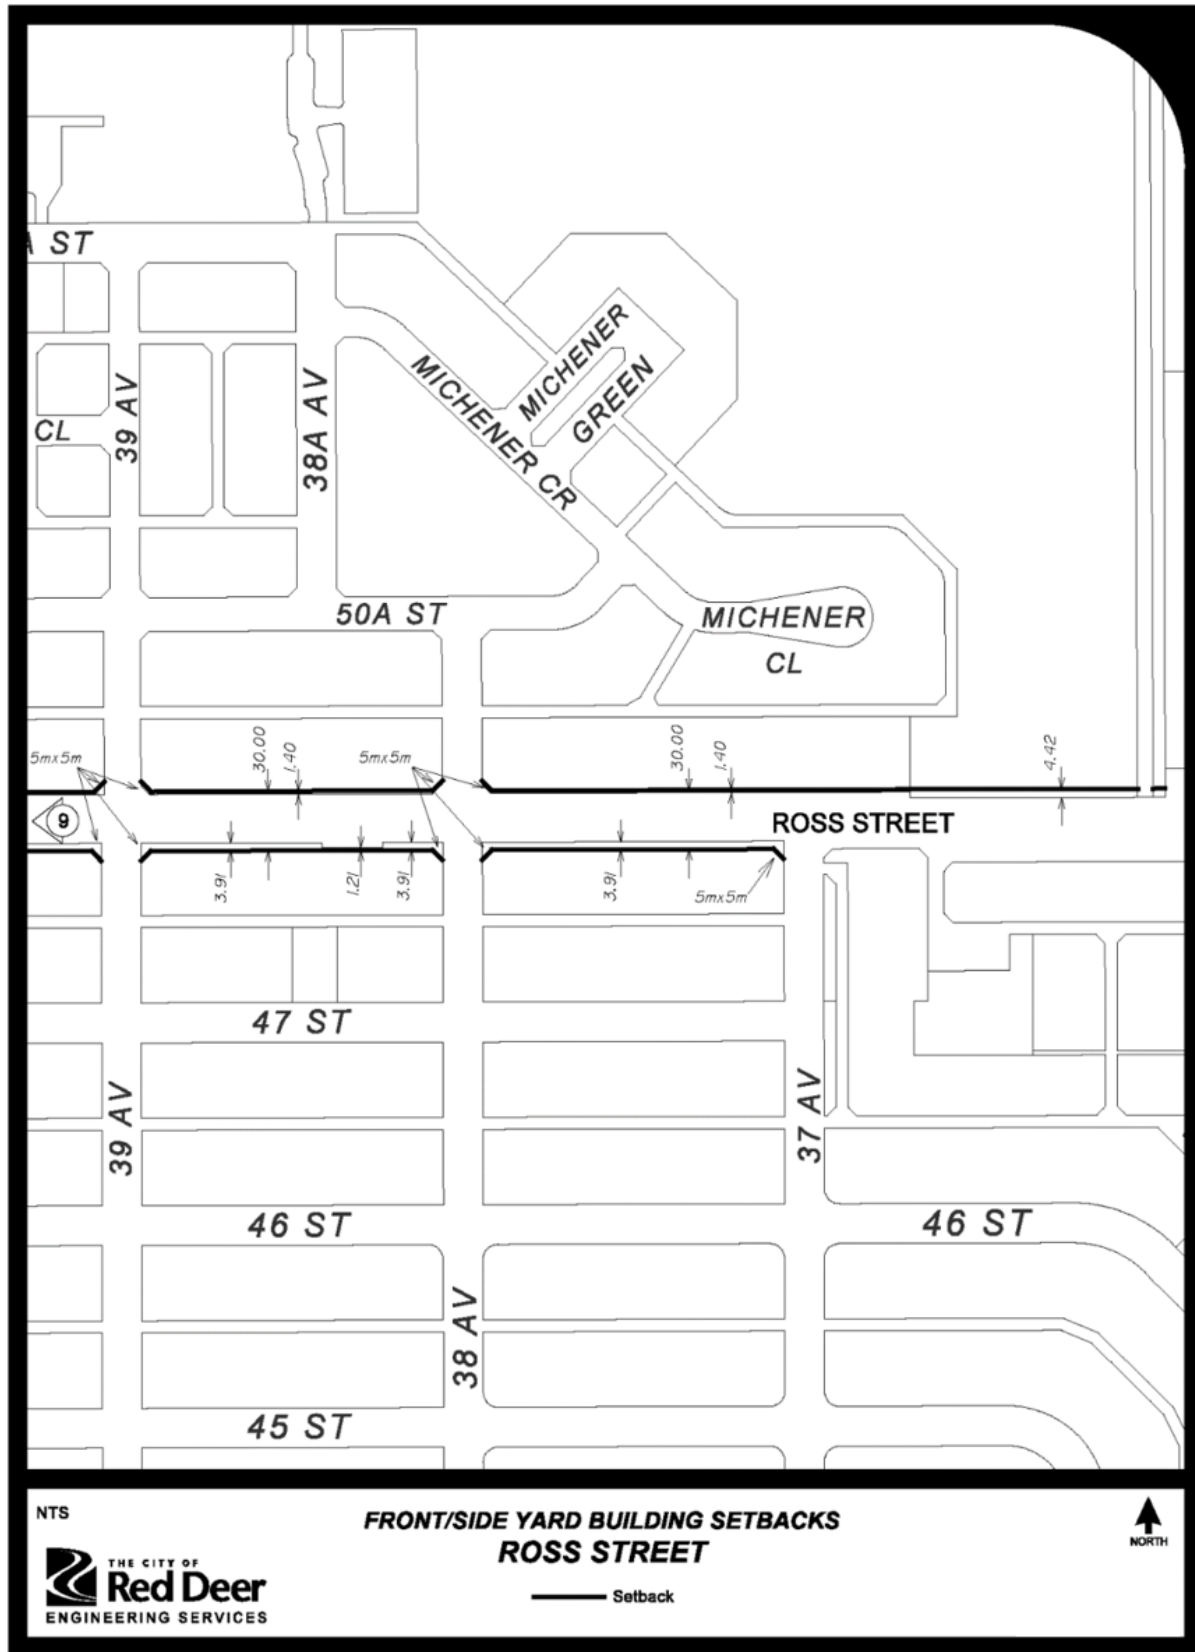 A ST
MICHENER
GREEN
MICHENER CR
39 AV
38A AV
CL
50A ST
MICHENER
CL
5mx5m
30.00
1.40
5mx5m
30.00
1.40
4.42
9
ROSS STREET
3.91
1.21
3.91
3.91
5mx5m
47 ST
39 AV
37 AV
46 ST
46 ST
38 AV
45 ST
NTS
FRONT/SIDE YARD BUILDING SETBACKS
ROSS STREET
NORTH
THE CITY OF
Red Deer
ENGINEERING SERVICES
Setback